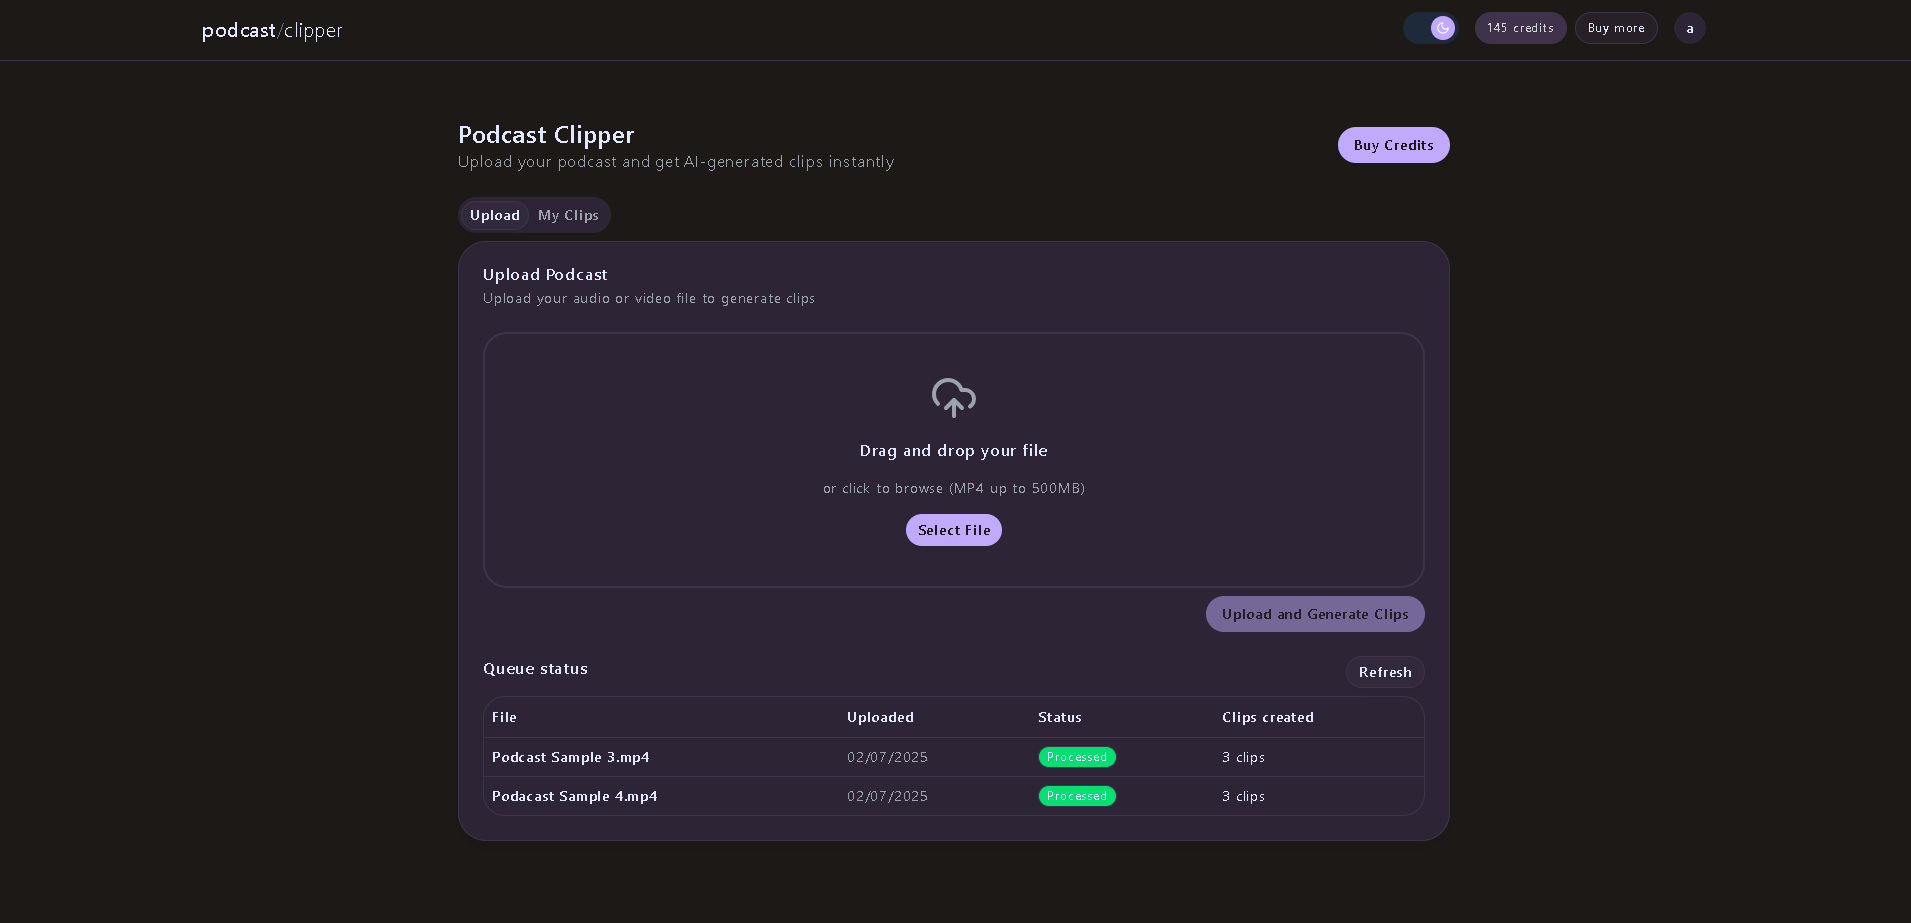 podcast/clipper
145 credits
Buy more
a
Podcast Clipper
Upload your podcast and get AI-generated clips instantly
Buy Credits
Upload
My Clips
Upload Podcast
Upload your audio or video file to generate clips
Drag and drop your file
or click to browse (MP4 up to 500MB)
Select File
Upload and Generate Clips
Queue status
Refresh
File Uploaded Status Clips created
Podcast Sample 3.mp4 02/07/2025 Processed 3 clips
Podacast Sample 4.mp4 02/07/2025 Processed 3 clips